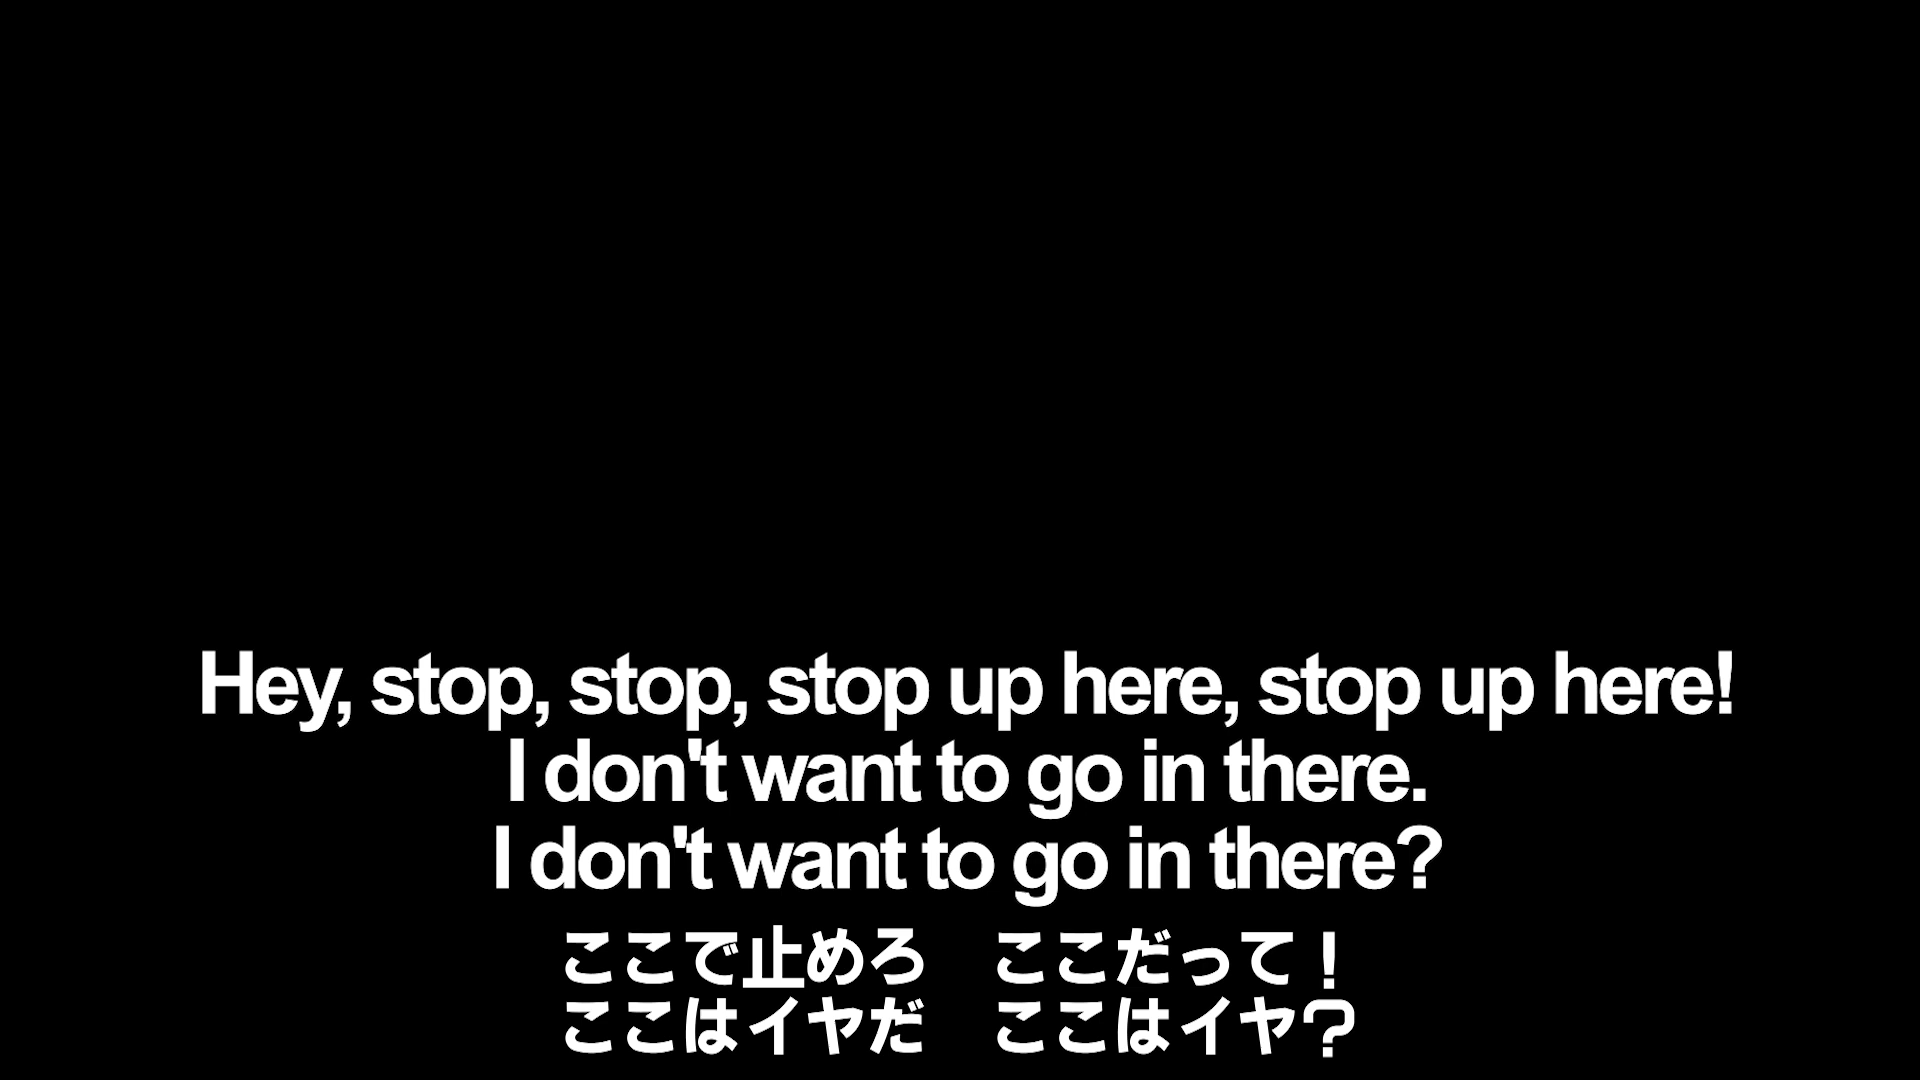 Hey, stop, stop, stop up here, stop up here!
I don't want to go in there.
I don't want to go in there?
ここで止めろ　ここだって！
ここはイヤだ　ここはイヤ？